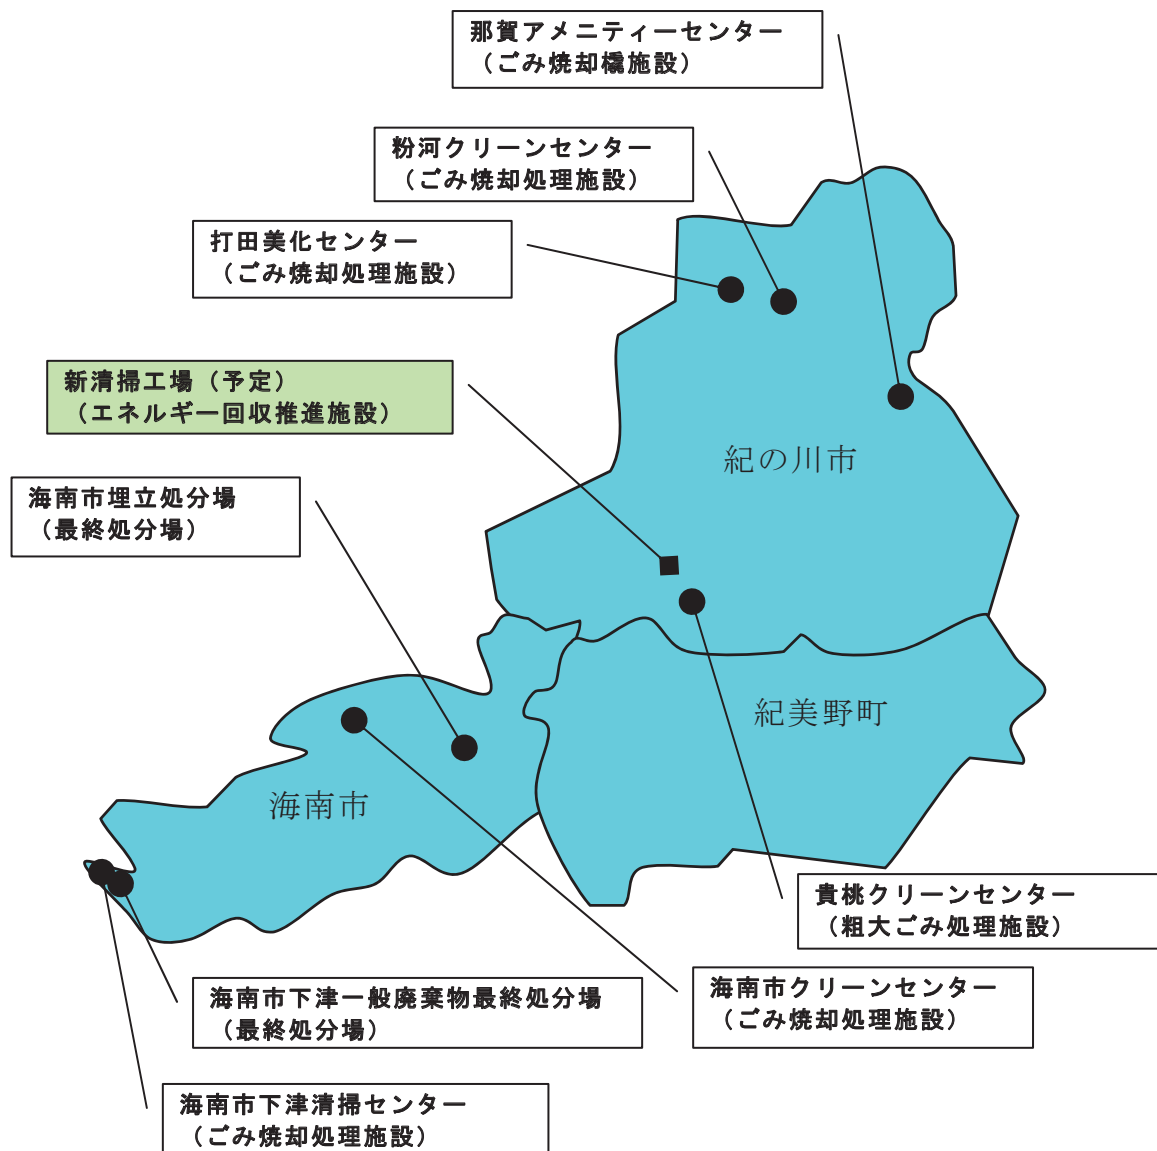 那賀アメニティーセンター
（ごみ焼却橇施設）
粉河クリーンセンター
（ごみ焼却処理施設）
打田美化センター
（ごみ焼却処理施設）
新清掃工場（予定）
（エネルギー回収推進施設）
紀の川市
海南市埋立処分場
（最終処分場）
紀美野町
海南市
貴桃クリーンセンター
（粗大ごみ処理施設）
海南市下津一般廃棄物最終処分場
（最終処分場）
海南市クリーンセンター
（ごみ焼却処理施設）
海南市下津清掃センター
（ごみ焼却処理施設）